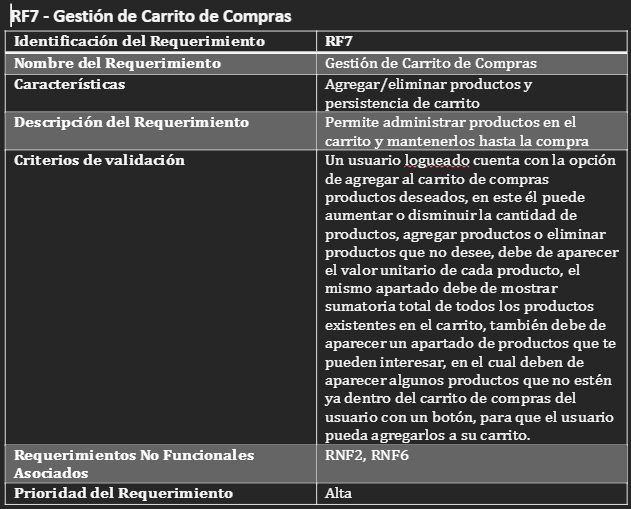 RF7 - Gestión de Carrito de Compras
Identificación del Requerimiento RF7
Nombre del Requerimiento Gestión de Carrito de Compras
Características Agregar/eliminar productos y
persistencia de carrito
Descripción del Requerimiento Permite administrar productos en el
carrito y mantenerlos hasta la compra
Criterios de validación Un usuario logueado cuenta con la opción
de agregar al carrito de compras
productos deseados, en este él puede
aumentar o disminuir la cantidad de
productos, agregar productos o eliminar
productos que no desee, debe de aparecer
el valor unitario de cada producto, el
mismo apartado debe de mostrar
sumatoria total de todos los productos
existentes en el carrito, también debe de
aparecer un apartado de productos que te
pueden interesar, en el cual deben de
aparecer algunos productos que no estén
ya dentro del carrito de compras del
usuario con un botón, para que el usuario
pueda agregarlos a su carrito.
Requerimientos No Funcionales RNF2, RNF6
Asociados
Prioridad del Requerimiento Alta